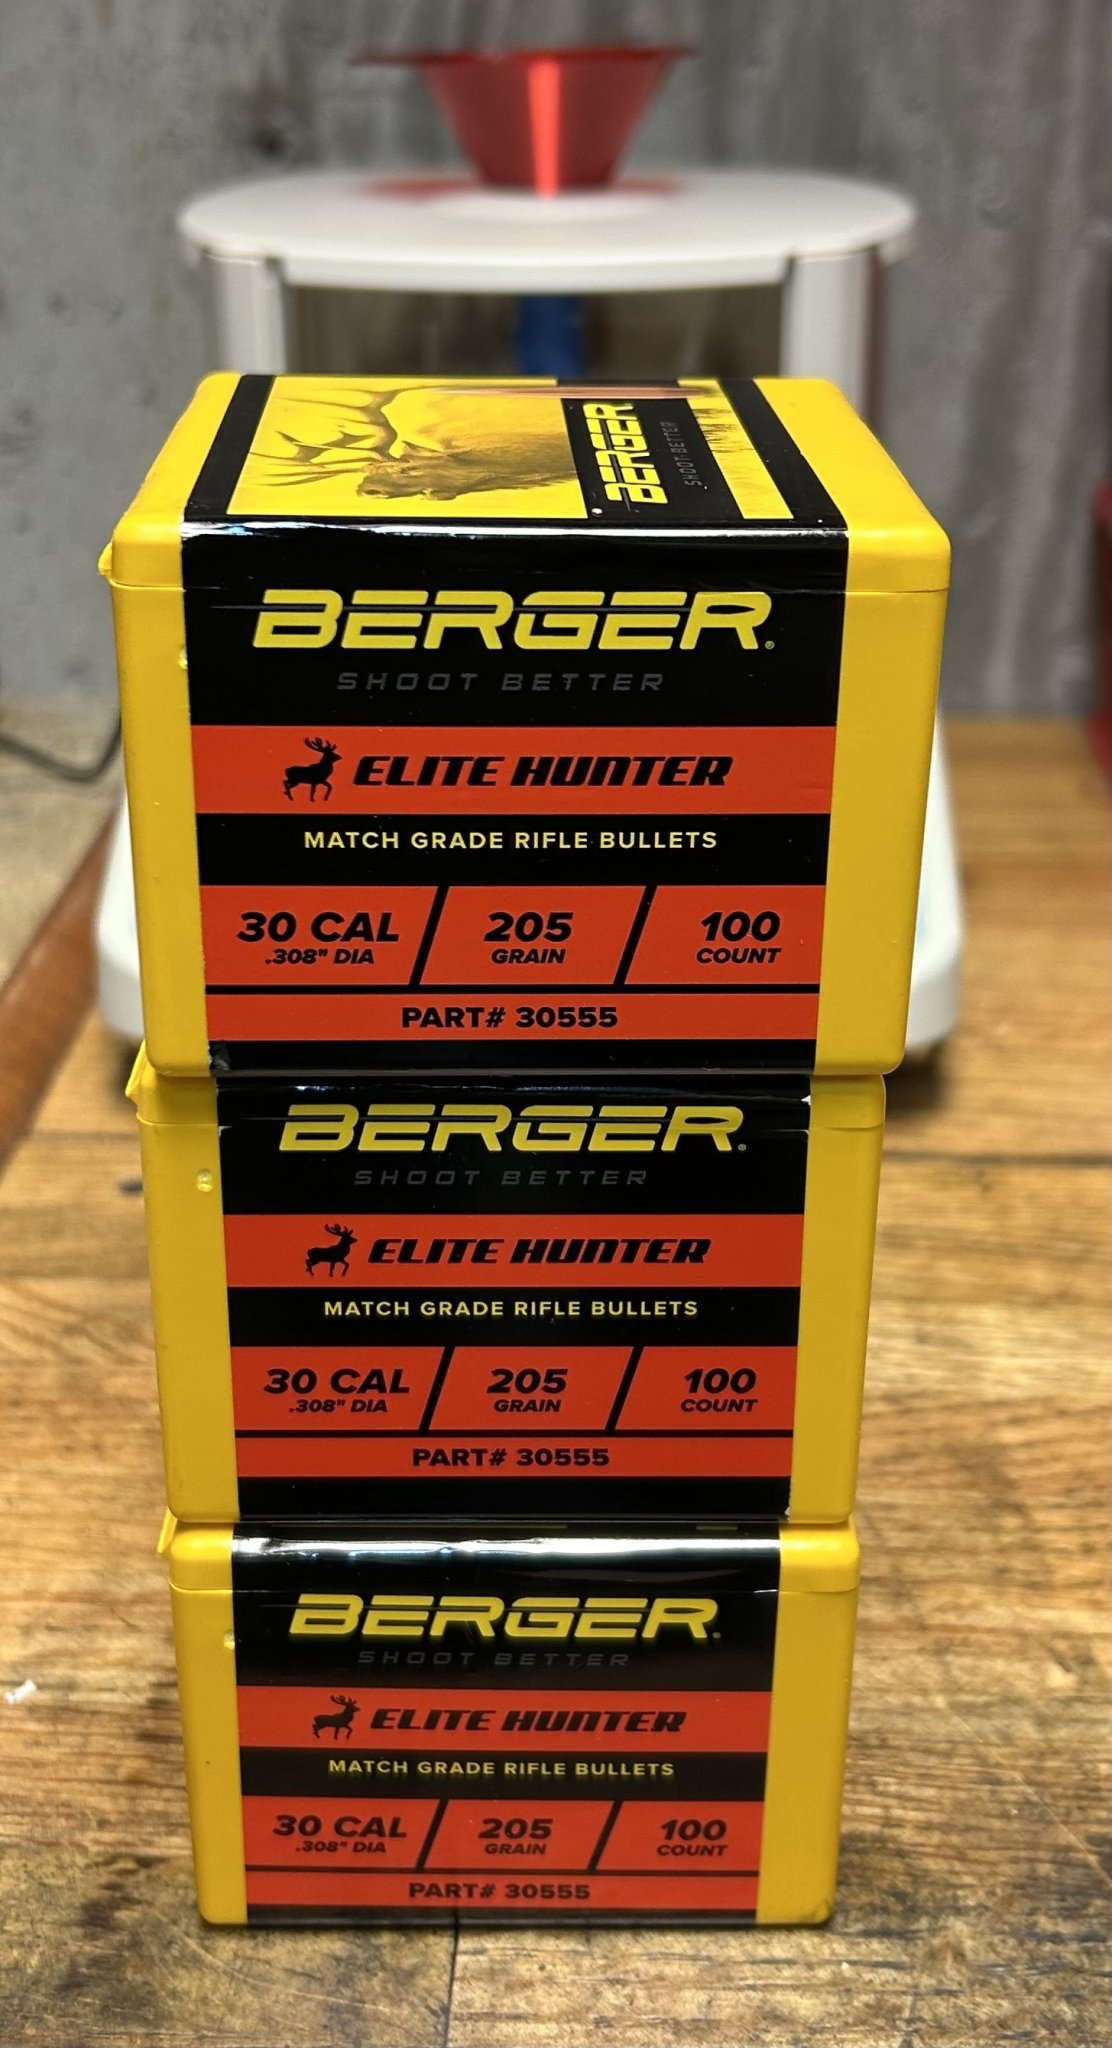 BERGER
SHOOT BETTER
BERGER®
SHOOT BETTER
ELITE HUNTER
MATCH GRADE RIFLE BULLETS
30 CAL 205 100
.308" DIA GRAIN COUNT
PART# 30555
BERGER®
SHOOT BETTER
ELITE HUNTER
MATCH GRADE RIFLE BULLETS
30 CAL 205 100
.308" DIA GRAIN COUNT
PART# 30555
BERGER®
SHOOT BETTER
ELITE HUNTER
MATCH GRADE RIFLE BULLETS
30 CAL 205 100
.308" DIA GRAIN COUNT
PART# 30555